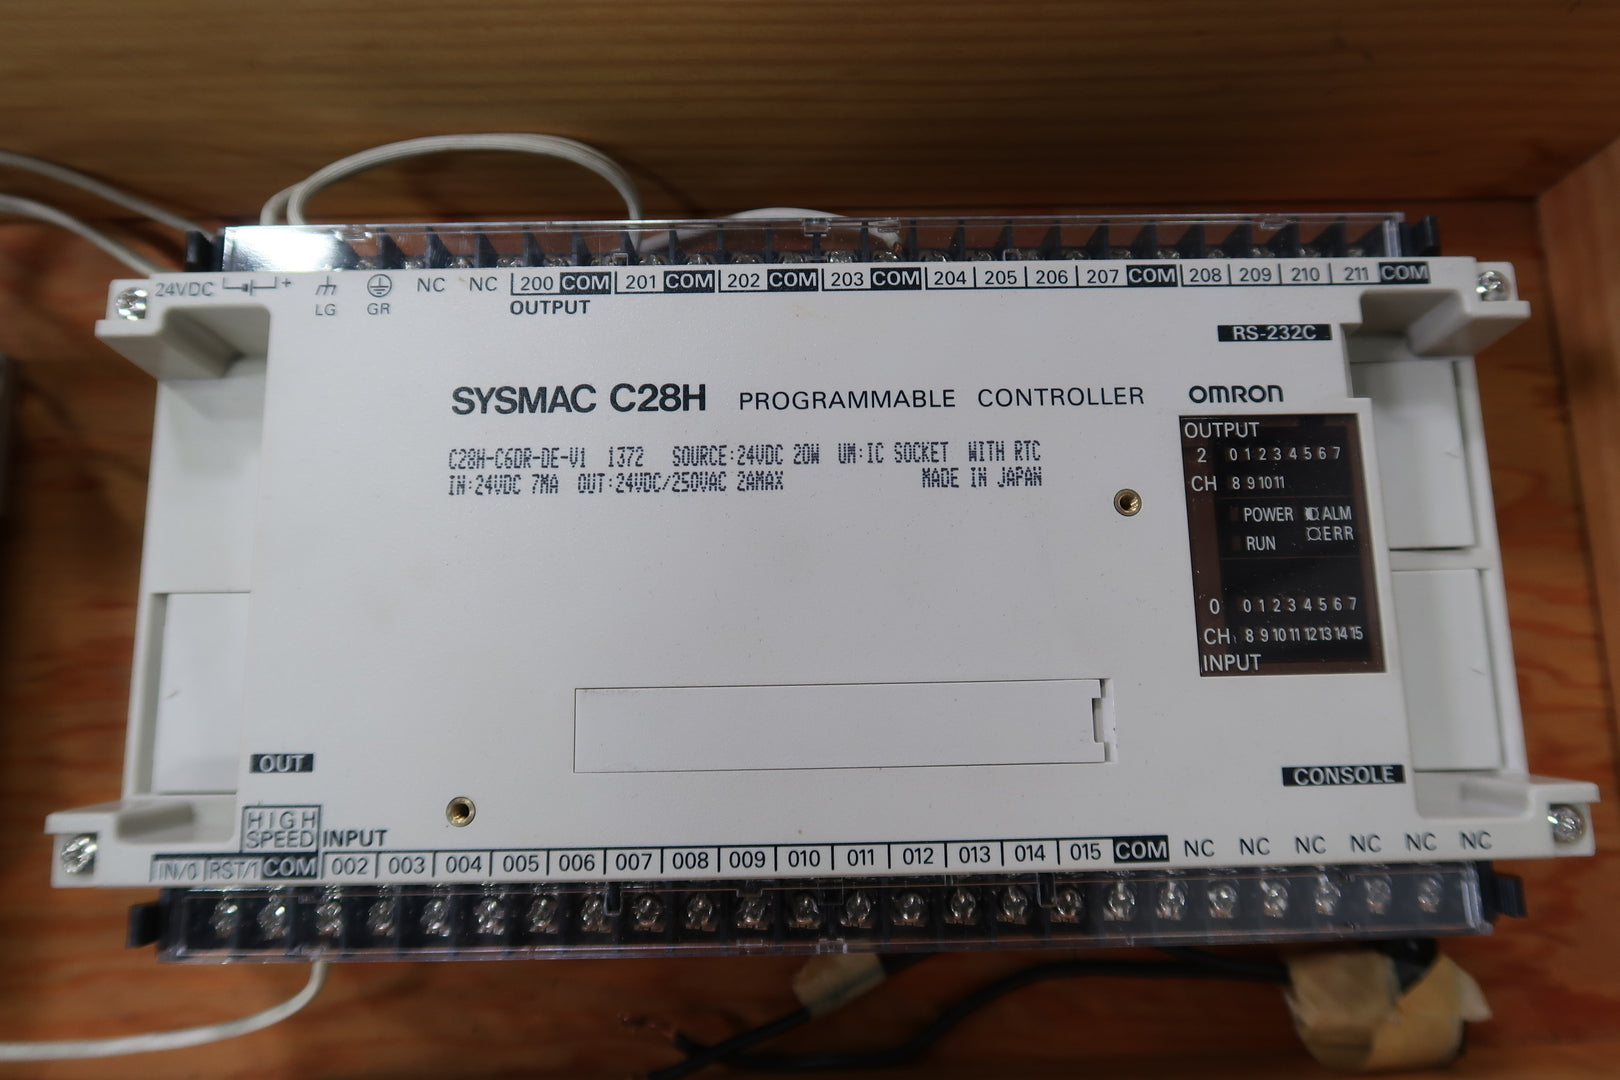 24VDC - + NC NC 200 COM 201 COM 202 COM 203 COM 204 205 206 207 COM 208 209 210 211 COM
LG GR OUTPUT
RS-232C
SYSMAC C28H PROGRAMMABLE CONTROLLER OMRON
C28H-C6DR-DE-V1 1372 SOURCE:24VDC 20W UM:IC SOCKET WITH RTC
IN:24VDC 7MA OUT:24VDC/250VAC 2AMAX MADE IN JAPAN
OUTPUT
2 0 1 2 3 4 5 6 7
CH 8 9 10 11
POWER ALM
RUN ERR
0 0 1 2 3 4 5 6 7
CH 8 9 10 11 12 13 14 15
INPUT
OUT
CONSOLE
HIGH
SPEED INPUT
IN/0 RST/1 COM 002 003 004 005 006 007 008 009 010 011 012 013 014 015 COM NC NC NC NC NC NC